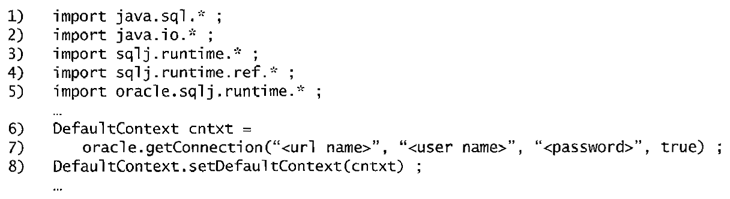 1) import java.sql.* ;
2) import java.io.* ;
3) import sqlj.runtime.* ;
4) import sqlj.runtime.ref.* ;
5) import oracle.sqlj.runtime.* ;
...
6) DefaultContext cntxt =
7) oracle.getConnection(“<url name>”, “<user name>”, “<password>”, true) ;
8) DefaultContext.setDefaultContext(cntxt) ;
...